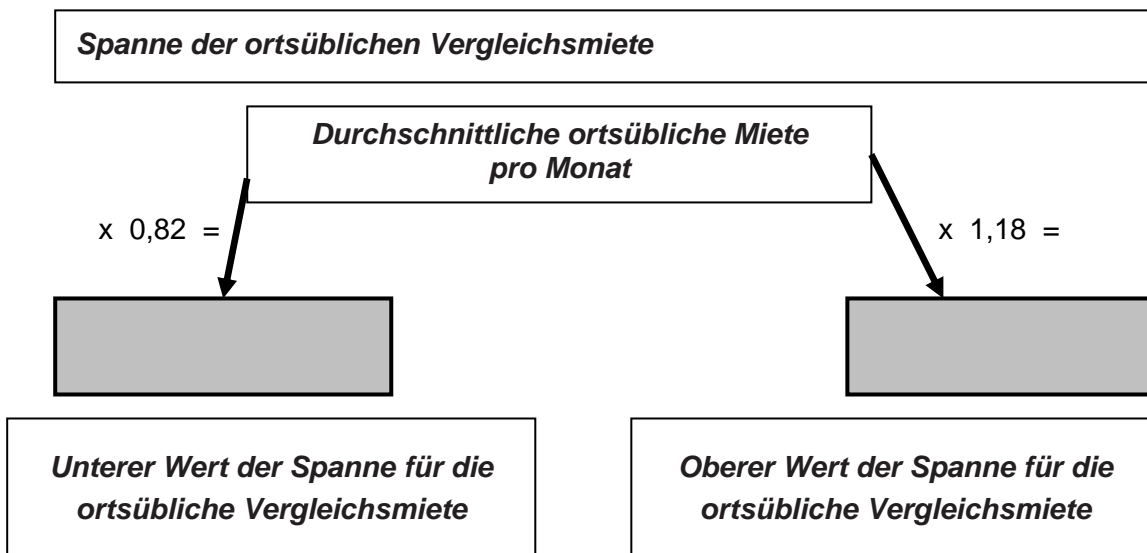 Spanne der ortsüblichen Vergleichsmiete
Durchschnittliche ortsübliche Miete
pro Monat
x 0,82 =
x 1,18 =
Unterer Wert der Spanne für die
ortsübliche Vergleichsmiete
Oberer Wert der Spanne für die
ortsübliche Vergleichsmiete